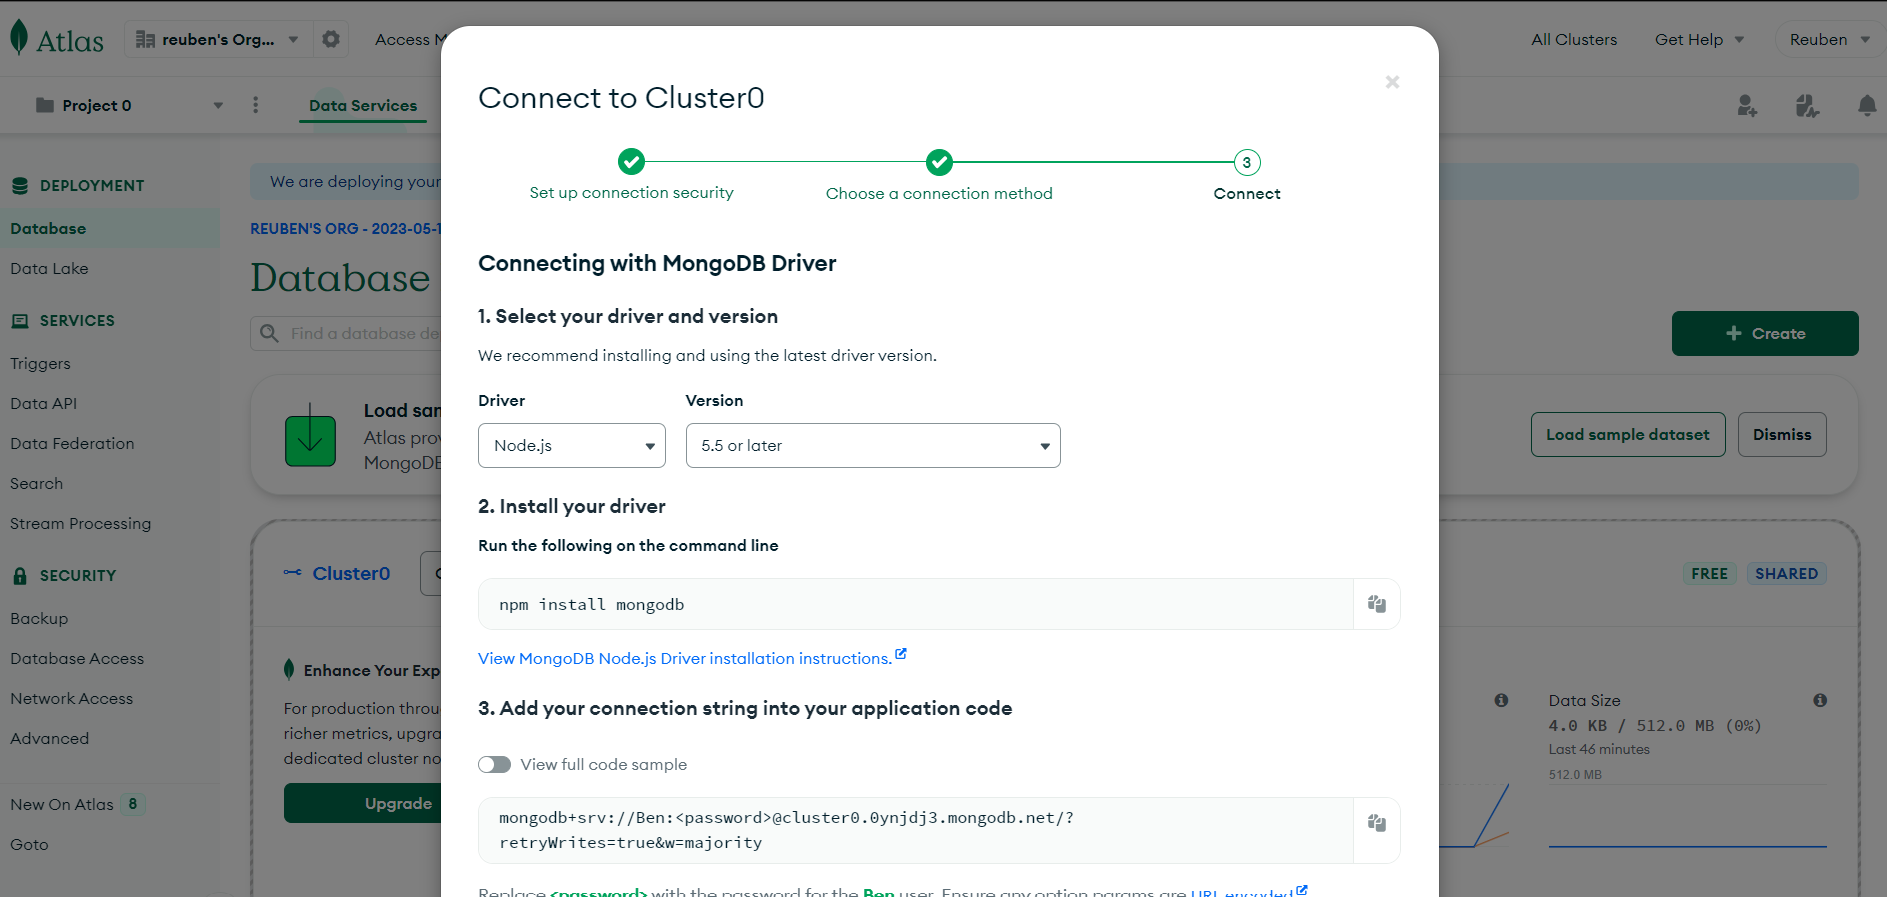 Atlas
reuben's Org...
Access M
All Clusters
Get Help
Reuben
Project 0
Data Services
DEPLOYMENT
Database
Data Lake
SERVICES
Triggers
Data API
Data Federation
Search
Stream Processing
SECURITY
Backup
Database Access
Network Access
Advanced
New On Atlas 8
Goto
We are deploying your
REUBEN'S ORG - 2023-05-1
Database
Find a database de
Create
Load sam
Atlas prov
MongoDB
Load sample dataset
Dismiss
Cluster0
FREE
SHARED
Enhance Your Exp
For production throu
richer metrics, upgra
dedicated cluster no
Upgrade
Data Size
4.0 KB / 512.0 MB (0%)
Last 46 minutes
512.0 MB
Connect to Cluster0
Set up connection security
Choose a connection method
3
Connect
Connecting with MongoDB Driver
1. Select your driver and version
We recommend installing and using the latest driver version.
Driver
Version
Node.js
5.5 or later
2. Install your driver
Run the following on the command line
npm install mongodb
View MongoDB Node.js Driver installation instructions.
3. Add your connection string into your application code
View full code sample
mongodb+srv://Ben:<password>@cluster0.0ynjdj3.mongodb.net/?
retryWrites=true&w=majority
Replace <password> with the password for the Ben user. Ensure any option params are URL encoded